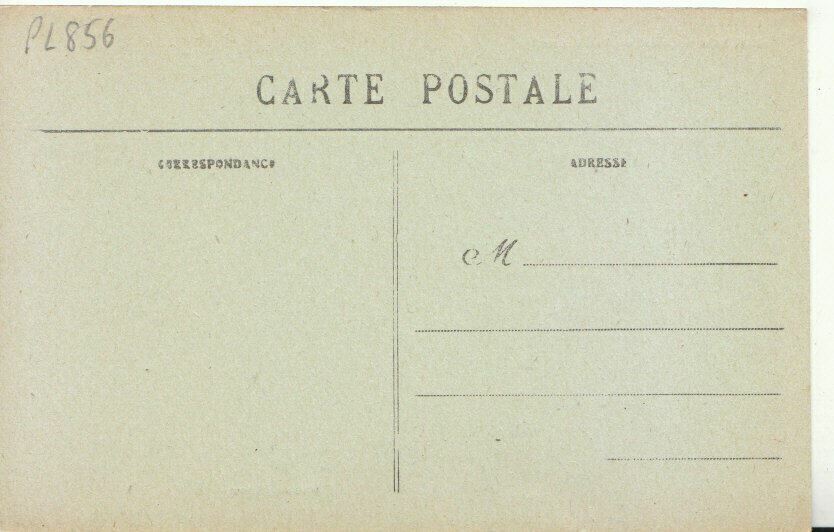 PL856
CARTE POSTALE
CORRESPONDANCE
ADRESSE
M